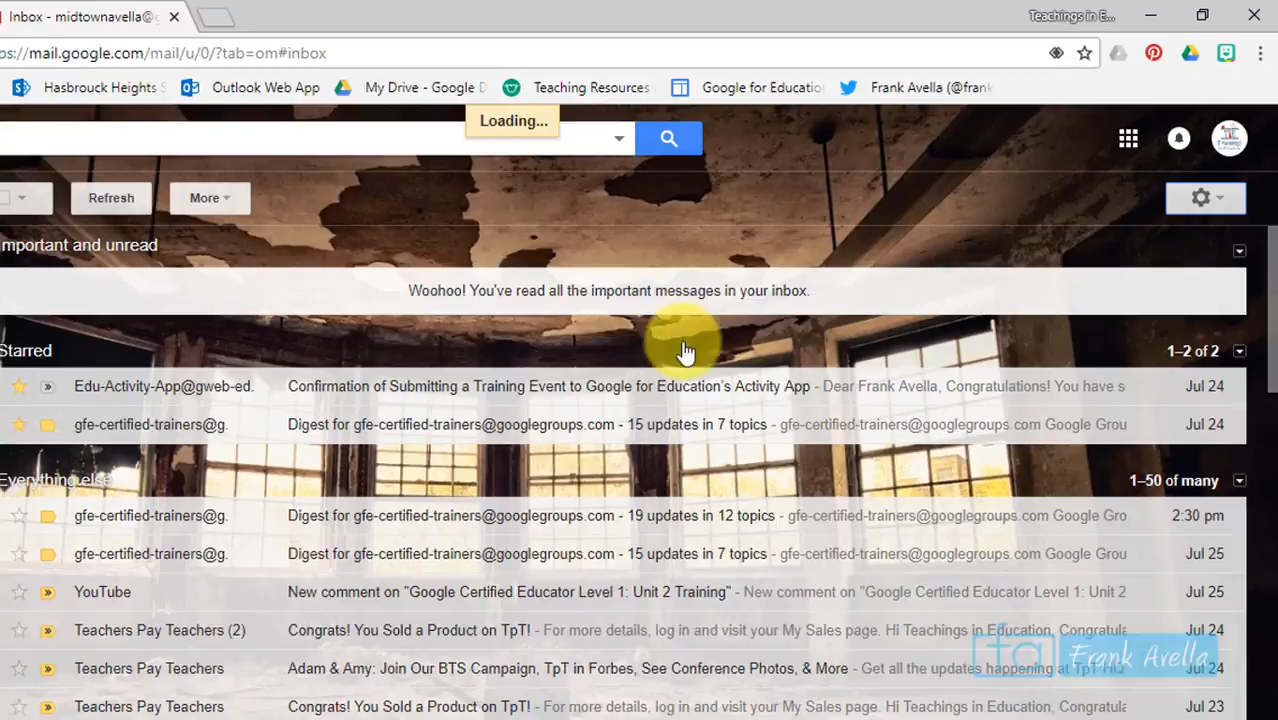 Inbox - midtownavella@g
Teachings in E...
ps://mail.google.com/mail/u/0/?tab=om#inbox
Hasbrouck Heights S Outlook Web App My Drive - Google D Teaching Resources Google for Educatio Frank Avella (@frank
Loading...
Refresh More
mportant and unread
Woohoo! You've read all the important messages in your inbox.
Starred 1–2 of 2
Edu-Activity-App@gweb-ed. Confirmation of Submitting a Training Event to Google for Education's Activity App - Dear Frank Avella, Congratulations! You have s Jul 24
gfe-certified-trainers@g. Digest for gfe-certified-trainers@googlegroups.com - 15 updates in 7 topics - gfe-certified-trainers@googlegroups.com Google Grou Jul 24
Everything else 1–50 of many
gfe-certified-trainers@g. Digest for gfe-certified-trainers@googlegroups.com - 19 updates in 12 topics - gfe-certified-trainers@googlegroups.com Google Gro 2:30 pm
gfe-certified-trainers@g. Digest for gfe-certified-trainers@googlegroups.com - 15 updates in 7 topics - gfe-certified-trainers@googlegroups.com Google Grou Jul 25
YouTube New comment on "Google Certified Educator Level 1: Unit 2 Training" - New comment on "Google Certified Educator Level 1: Unit 2 Jul 25
Teachers Pay Teachers (2) Congrats! You Sold a Product on TpT! - For more details, log in and visit your My Sales page. Hi Teachings in Education, Congratula Jul 24
fa Frank Avella
Teachers Pay Teachers Adam & Amy: Join Our BTS Campaign, TpT in Forbes, See Conference Photos, & More - Get all the updates happening at TpT Jul 24
Teachers Pay Teachers Congrats! You Sold a Product on TpT! - For more details, log in and visit your My Sales page. Hi Teachings in Education, Congratula Jul 23